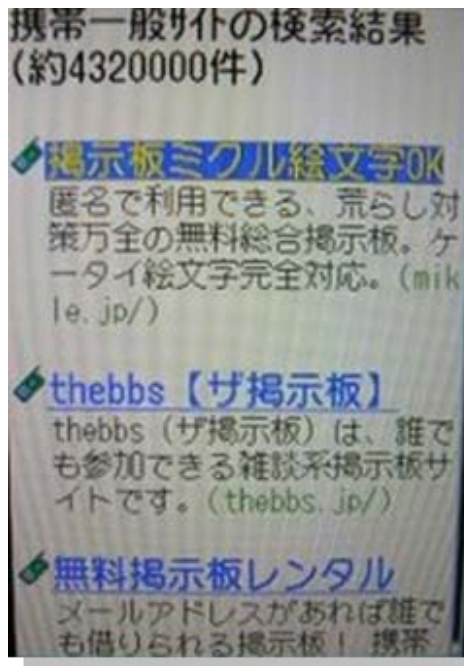 携帯一般ｻｲﾄの検索結果
(約4320000件)
掲示板ミクル絵文字OK
匿名で利用できる、荒らし対
策万全の無料総合掲示板。ケ
ータイ絵文字完全対応。(mik
le.jp/)
thebbs【ザ掲示板】
thebbs（ザ掲示板）は、誰で
も参加できる雑談系掲示板サ
イトです。(thebbs.jp/)
無料掲示板レンタル
メールアドレスがあれば誰で
も借りられる掲示板！ 携帯